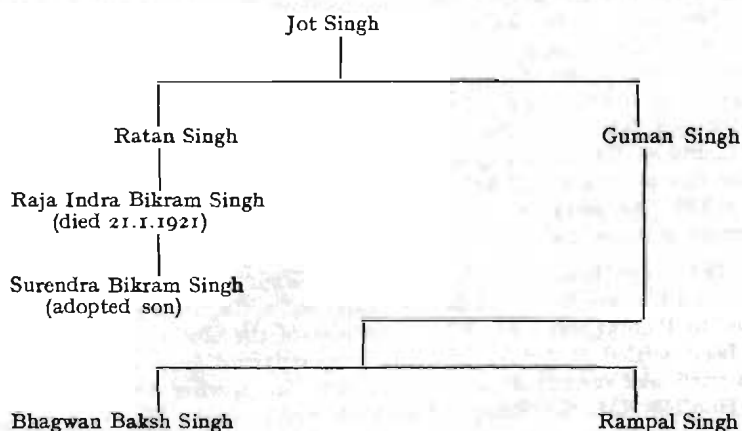 Jot Singh
Ratan Singh
Guman Singh
Raja Indra Bikram Singh
(died 21.1.1921)
Surendra Bikram Singh
(adopted son)
Bhagwan Baksh Singh
Rampal Singh